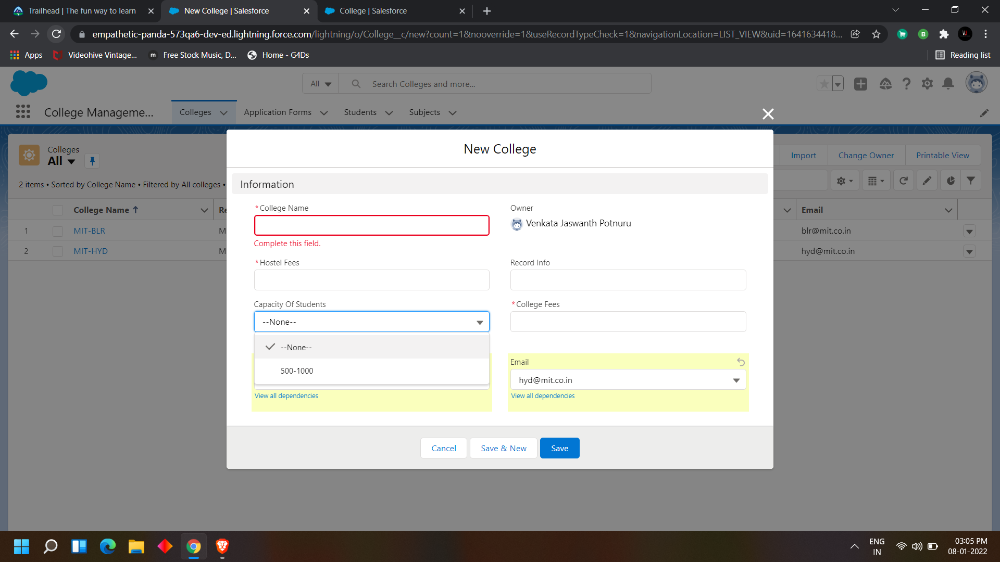 Trailhead | The fun way to learn
New College | Salesforce
College | Salesforce
empathetic-panda-573qa6-dev-ed.lightning.force.com/lightning/o/College__c/new?count=1&nooverride=1&useRecordTypeCheck=1&navigationLocation=LIST_VIEW&uid=1641634418...
Apps
Videohive Vintage...
m
Free Stock Music, D...
Home - G4Ds
Reading list
All
Search Colleges and more...
College Manageme...
Colleges
Application Forms
Students
Subjects
Colleges
All
Import
Change Owner
Printable View
2 items • Sorted by College Name • Filtered by All colleges •
College Name
Re
Email
1
MIT-BLR
M
blr@mit.co.in
2
MIT-HYD
M
hyd@mit.co.in
New College
Information
*College Name
Complete this field.
Owner
Venkata Jaswanth Potnuru
*Hostel Fees
Record Info
Capacity Of Students
--None--
*College Fees
--None--
500-1000
View all dependencies
Email
hyd@mit.co.in
View all dependencies
Cancel
Save & New
Save
ENG
IN
03:05 PM
08-01-2022